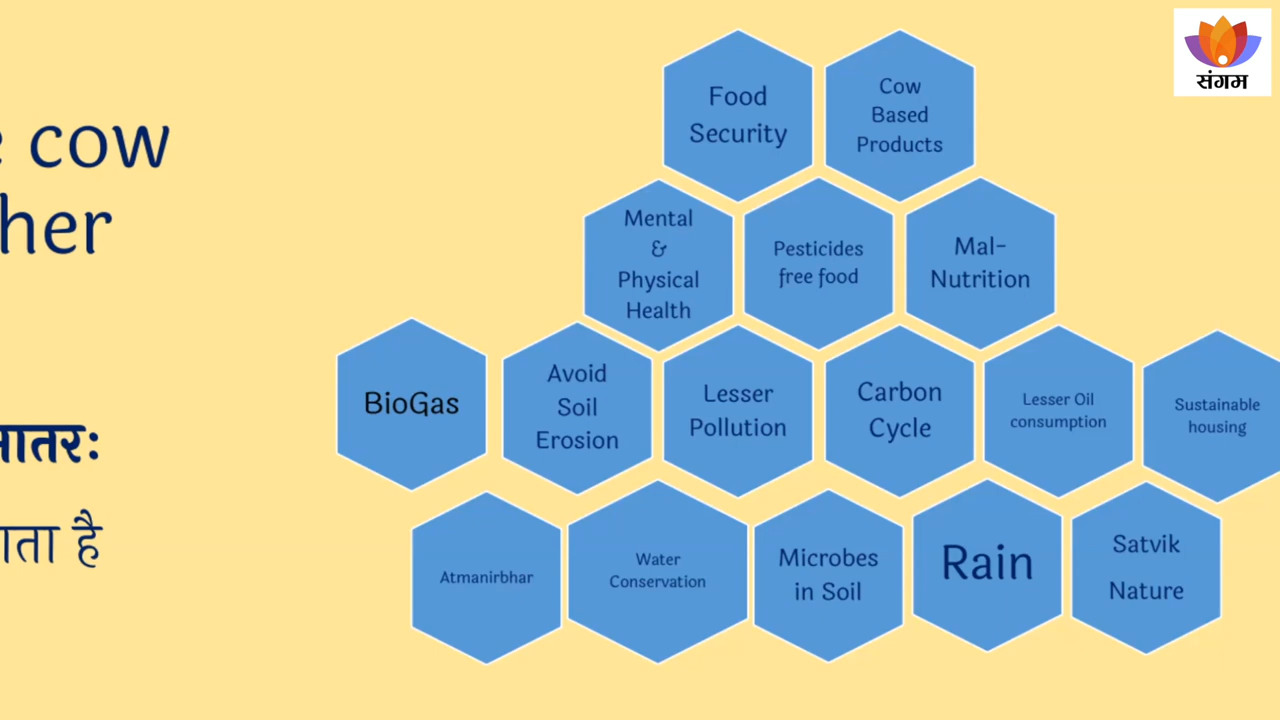 cow
her
मातरः
है
Food
Security
Cow
Based
Products
Mental
&
Physical
Health
Pesticides
free food
Mal-
Nutrition
BioGas
Avoid
Soil
Erosion
Lesser
Pollution
Carbon
Cycle
Lesser Oil
consumption
Sustainable
housing
Atmanirbhar
Water
Conservation
Microbes
in Soil
Rain
Satvik
Nature
संगम